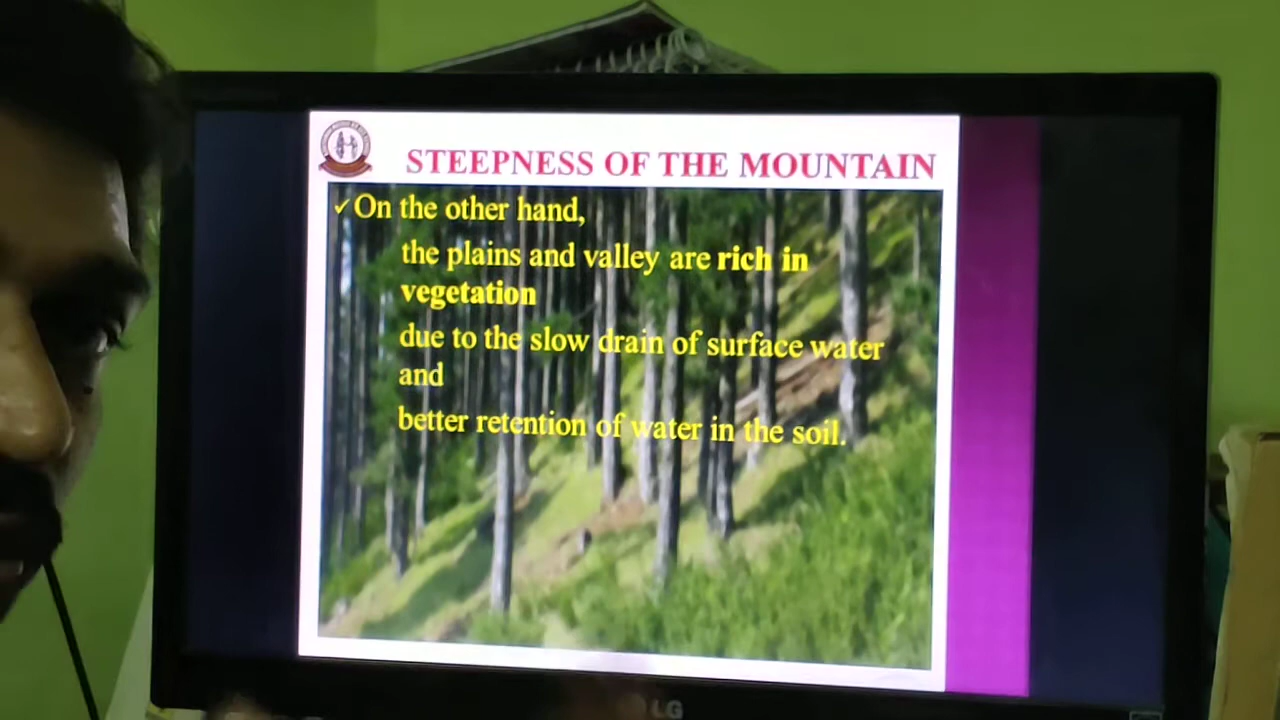 STEEPNESS OF THE MOUNTAIN
✓On the other hand,
the plains and valley are rich in
vegetation
due to the slow drain of surface water
and
better retention of water in the soil.
LG